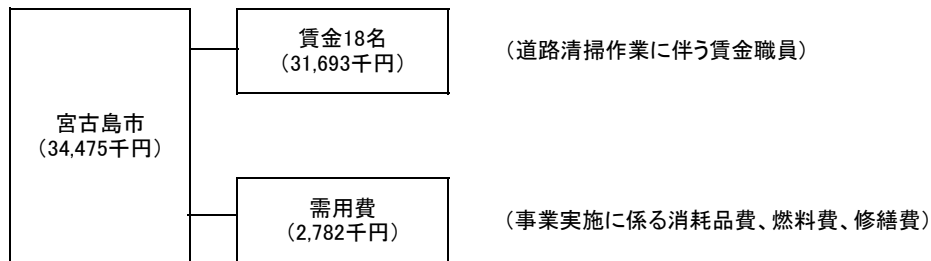 賃金18名
（31,693千円）
（道路清掃作業に伴う賃金職員）
宮古島市
（34,475千円）
需用費
（2,782千円）
（事業実施に係る消耗品費、燃料費、修繕費）